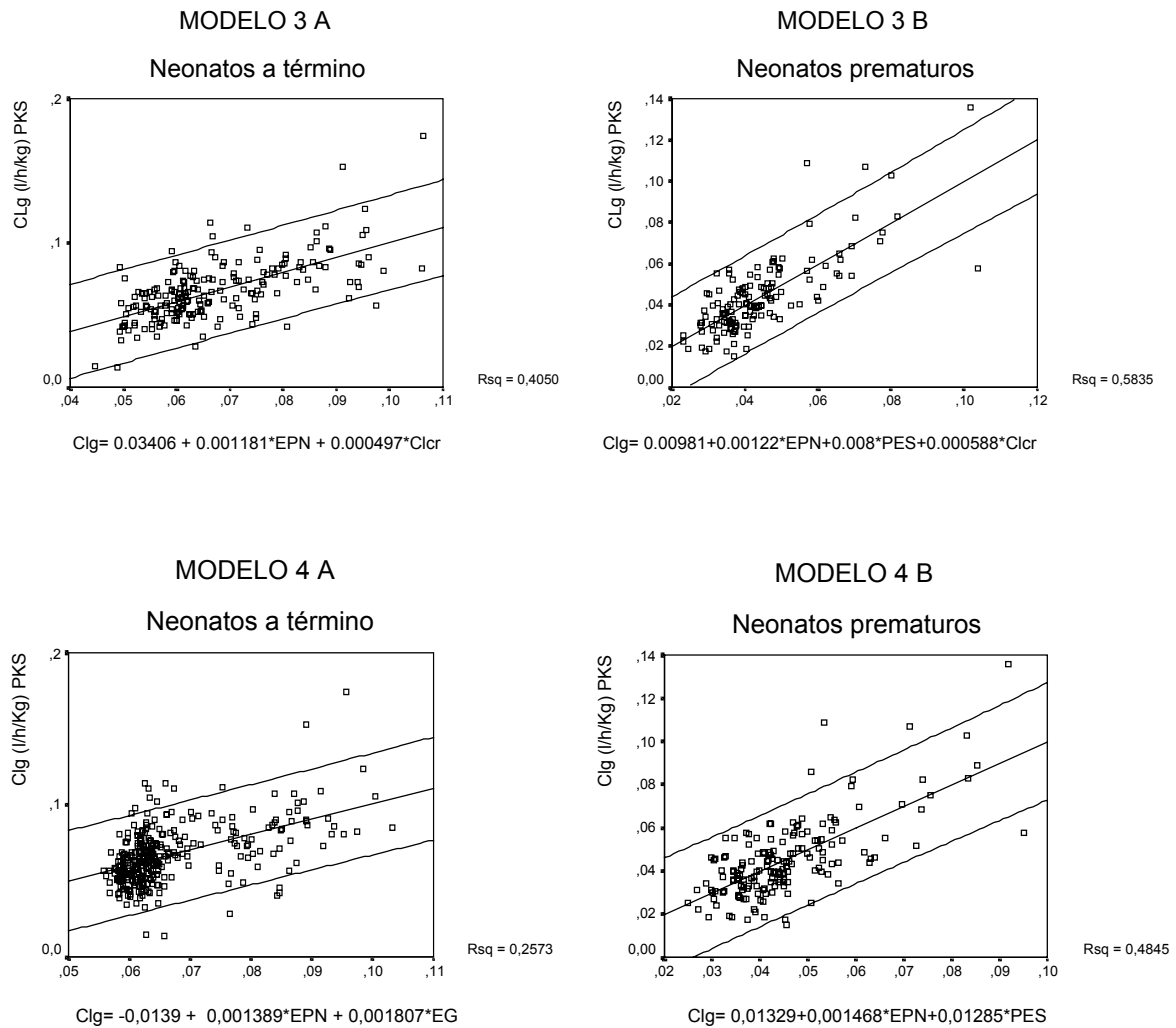 MODELO 3 A
Neonatos a término
CLg (l/h/kg) PKS
,2
,1
0,0
,04 ,05 ,06 ,07 ,08 ,09 ,10 ,11
Rsq = 0,4050
Clg= 0.03406 + 0.001181*EPN + 0.000497*Clcr
MODELO 3 B
Neonatos prematuros
CLg (l/h/kg) PKS
,14
,12
,10
,08
,06
,04
,02
0,00
,02 ,04 ,06 ,08 ,10 ,12
Rsq = 0,5835
Clg= 0.00981+0.00122*EPN+0.008*PES+0.000588*Clcr
MODELO 4 A
Neonatos a término
Clg (l/h/Kg) PKS
,2
,1
0,0
,05 ,06 ,07 ,08 ,09 ,10 ,11
Rsq = 0,2573
Clg= -0,0139 + 0,001389*EPN + 0,001807*EG
MODELO 4 B
Neonatos prematuros
Clg (l/h/Kg) PKS
,14
,12
,10
,08
,06
,04
,02
0,00
,02 ,03 ,04 ,05 ,06 ,07 ,08 ,09 ,10
Rsq = 0,4845
Clg= 0,01329+0,001468*EPN+0,01285*PES